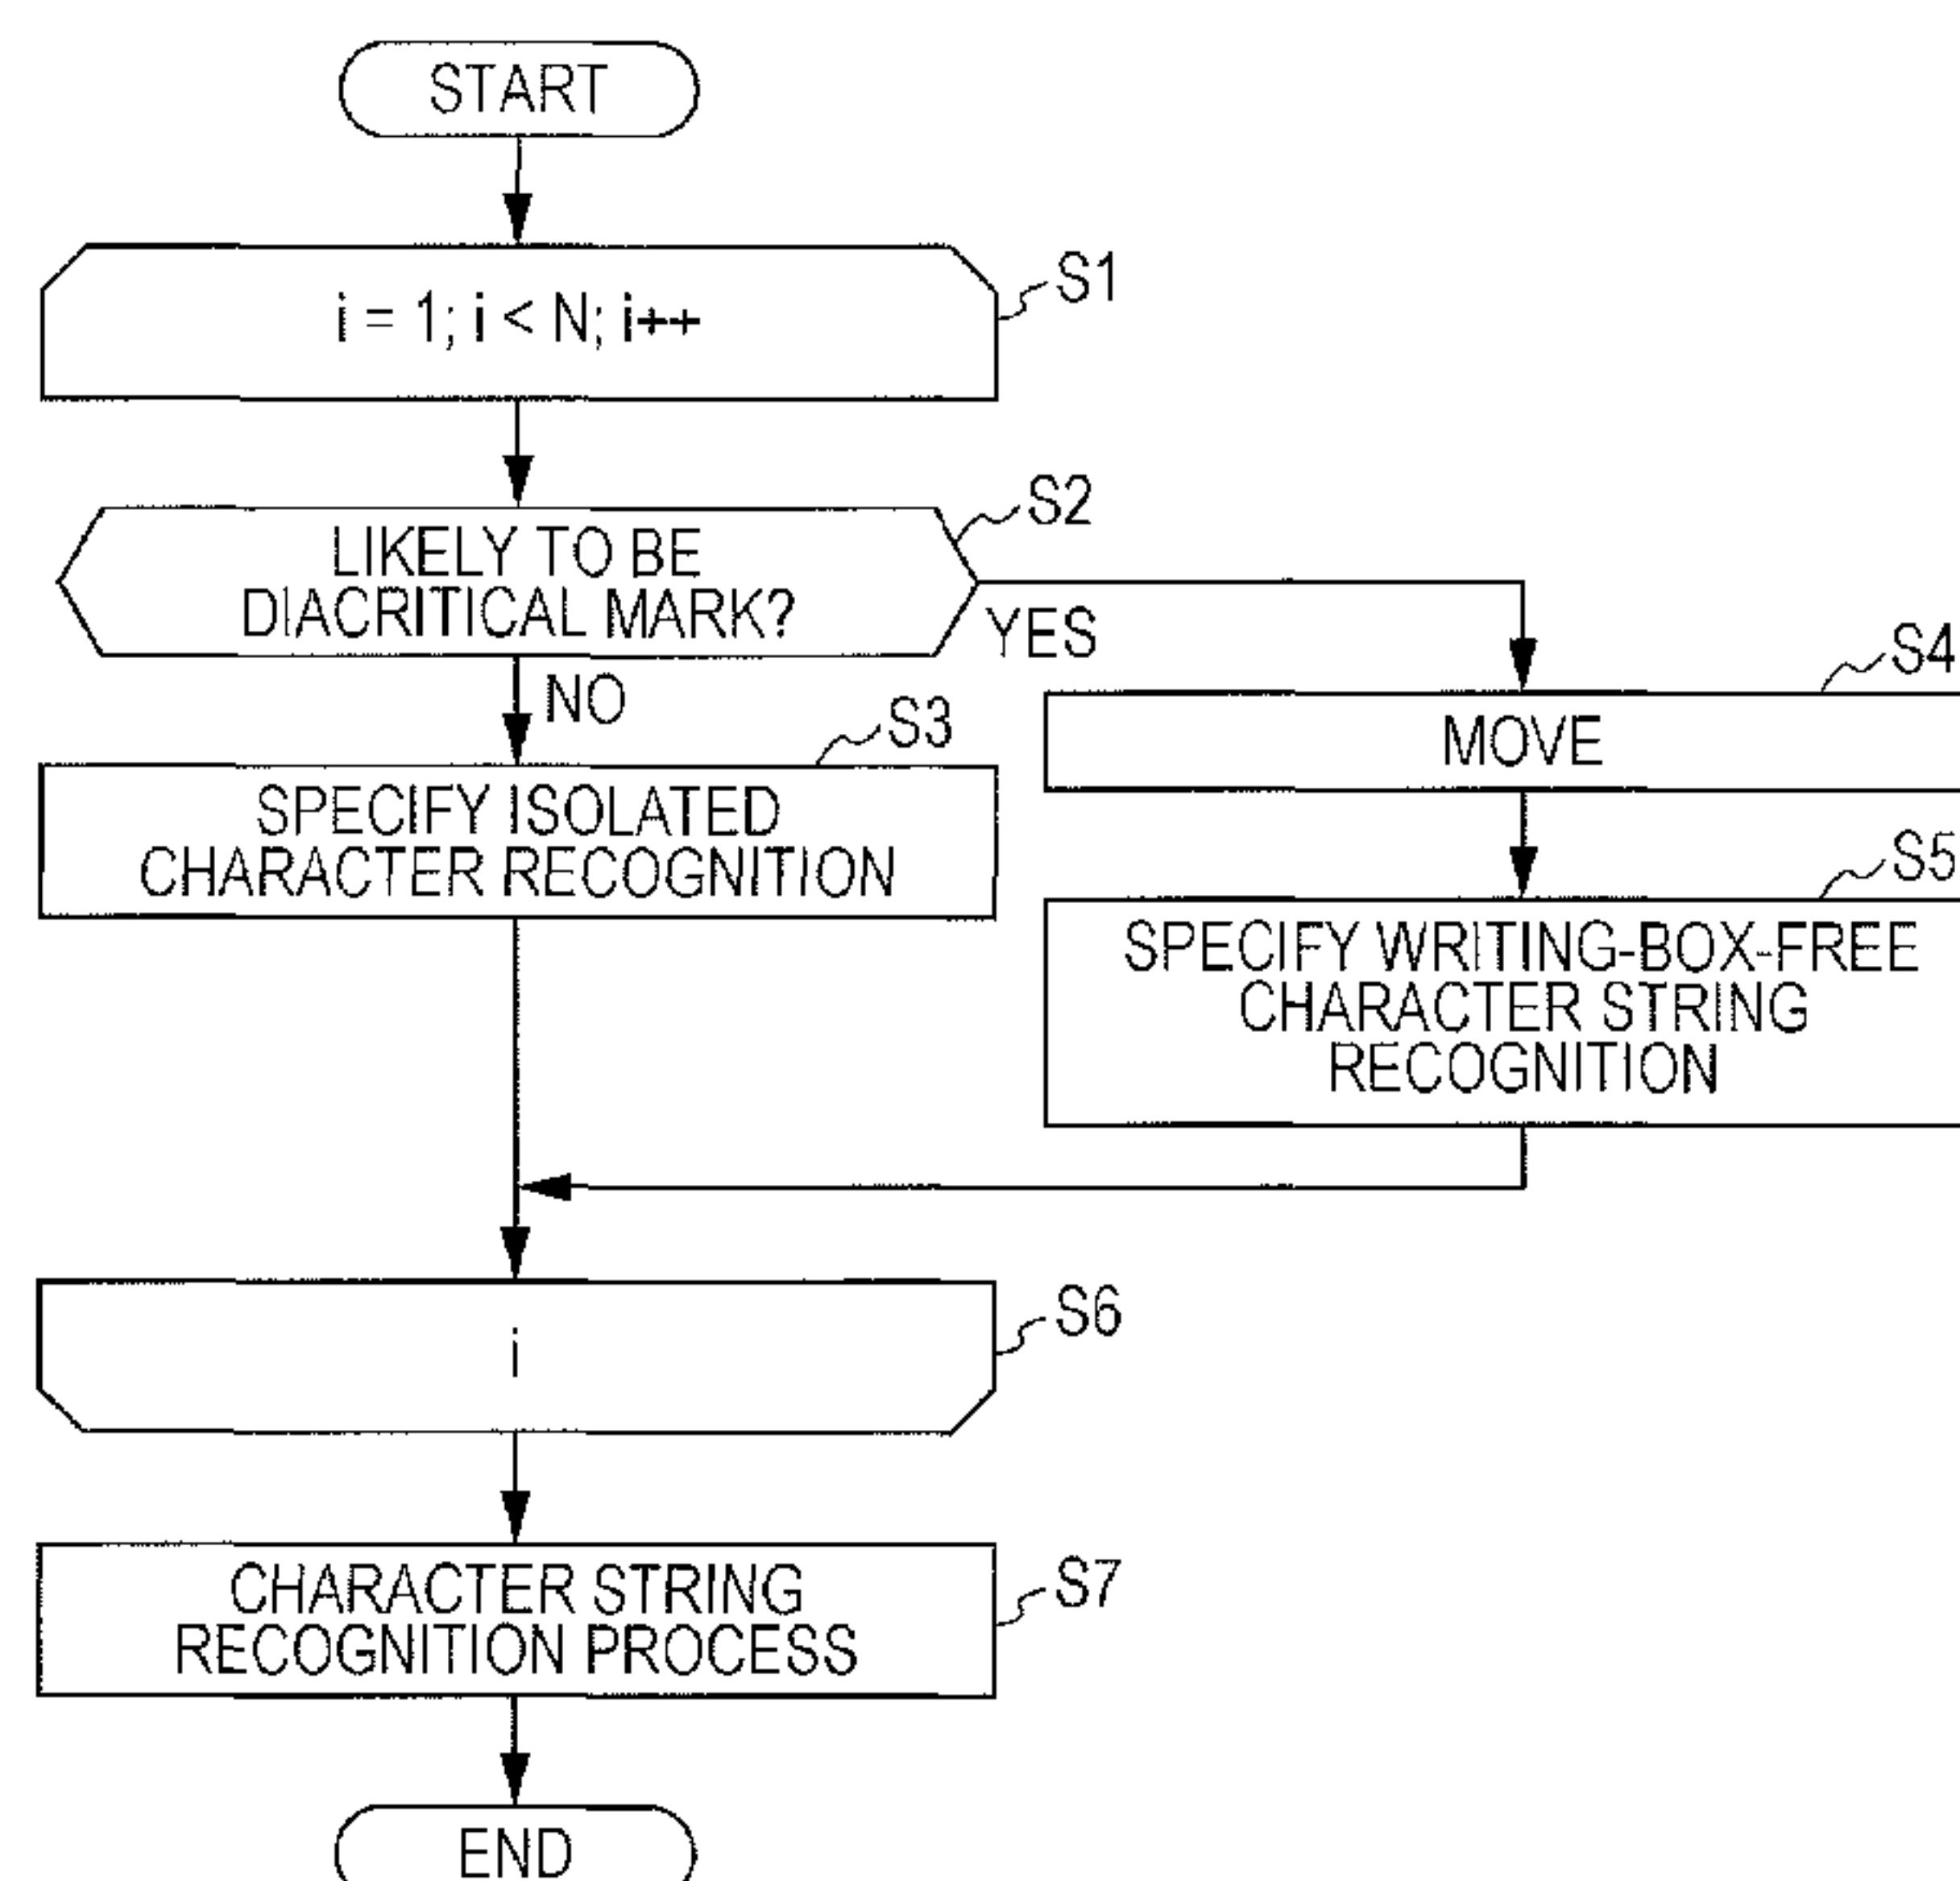 START
i = 1; i < N; i++
S1
LIKELY TO BE
DIACRITICAL MARK?
S2
YES
NO
S3
SPECIFY ISOLATED
CHARACTER RECOGNITION
S4
MOVE
S5
SPECIFY WRITING-BOX-FREE
CHARACTER STRING
RECOGNITION
i
S6
CHARACTER STRING
RECOGNITION PROCESS
S7
END